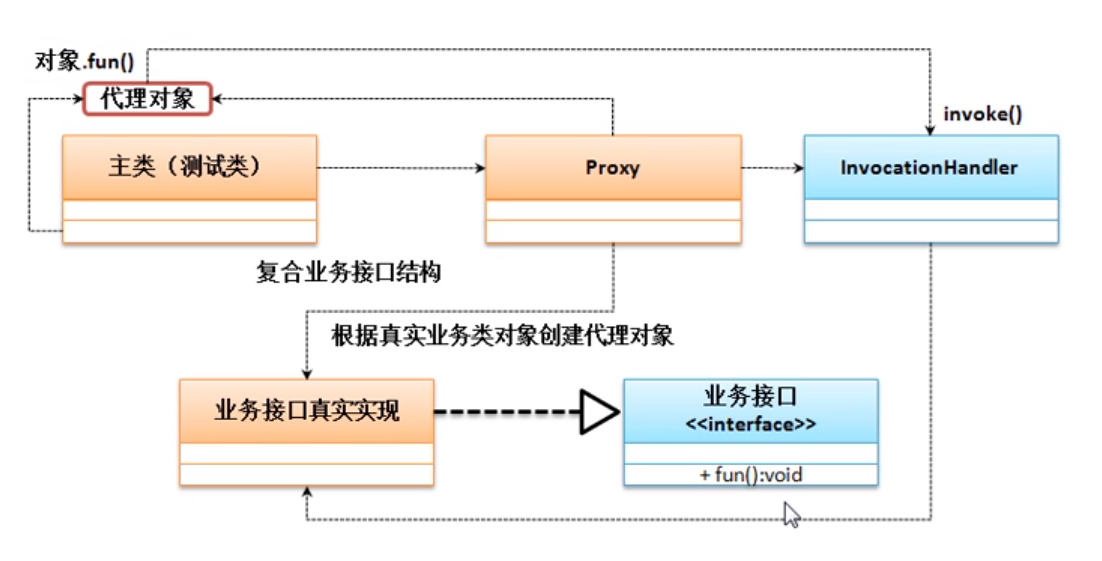 对象.fun()
代理对象
invoke()
主类（测试类）
Proxy
InvocationHandler
复合业务接口结构
根据真实业务类对象创建代理对象
业务接口真实实现
业务接口
<<interface>>
+ fun():void